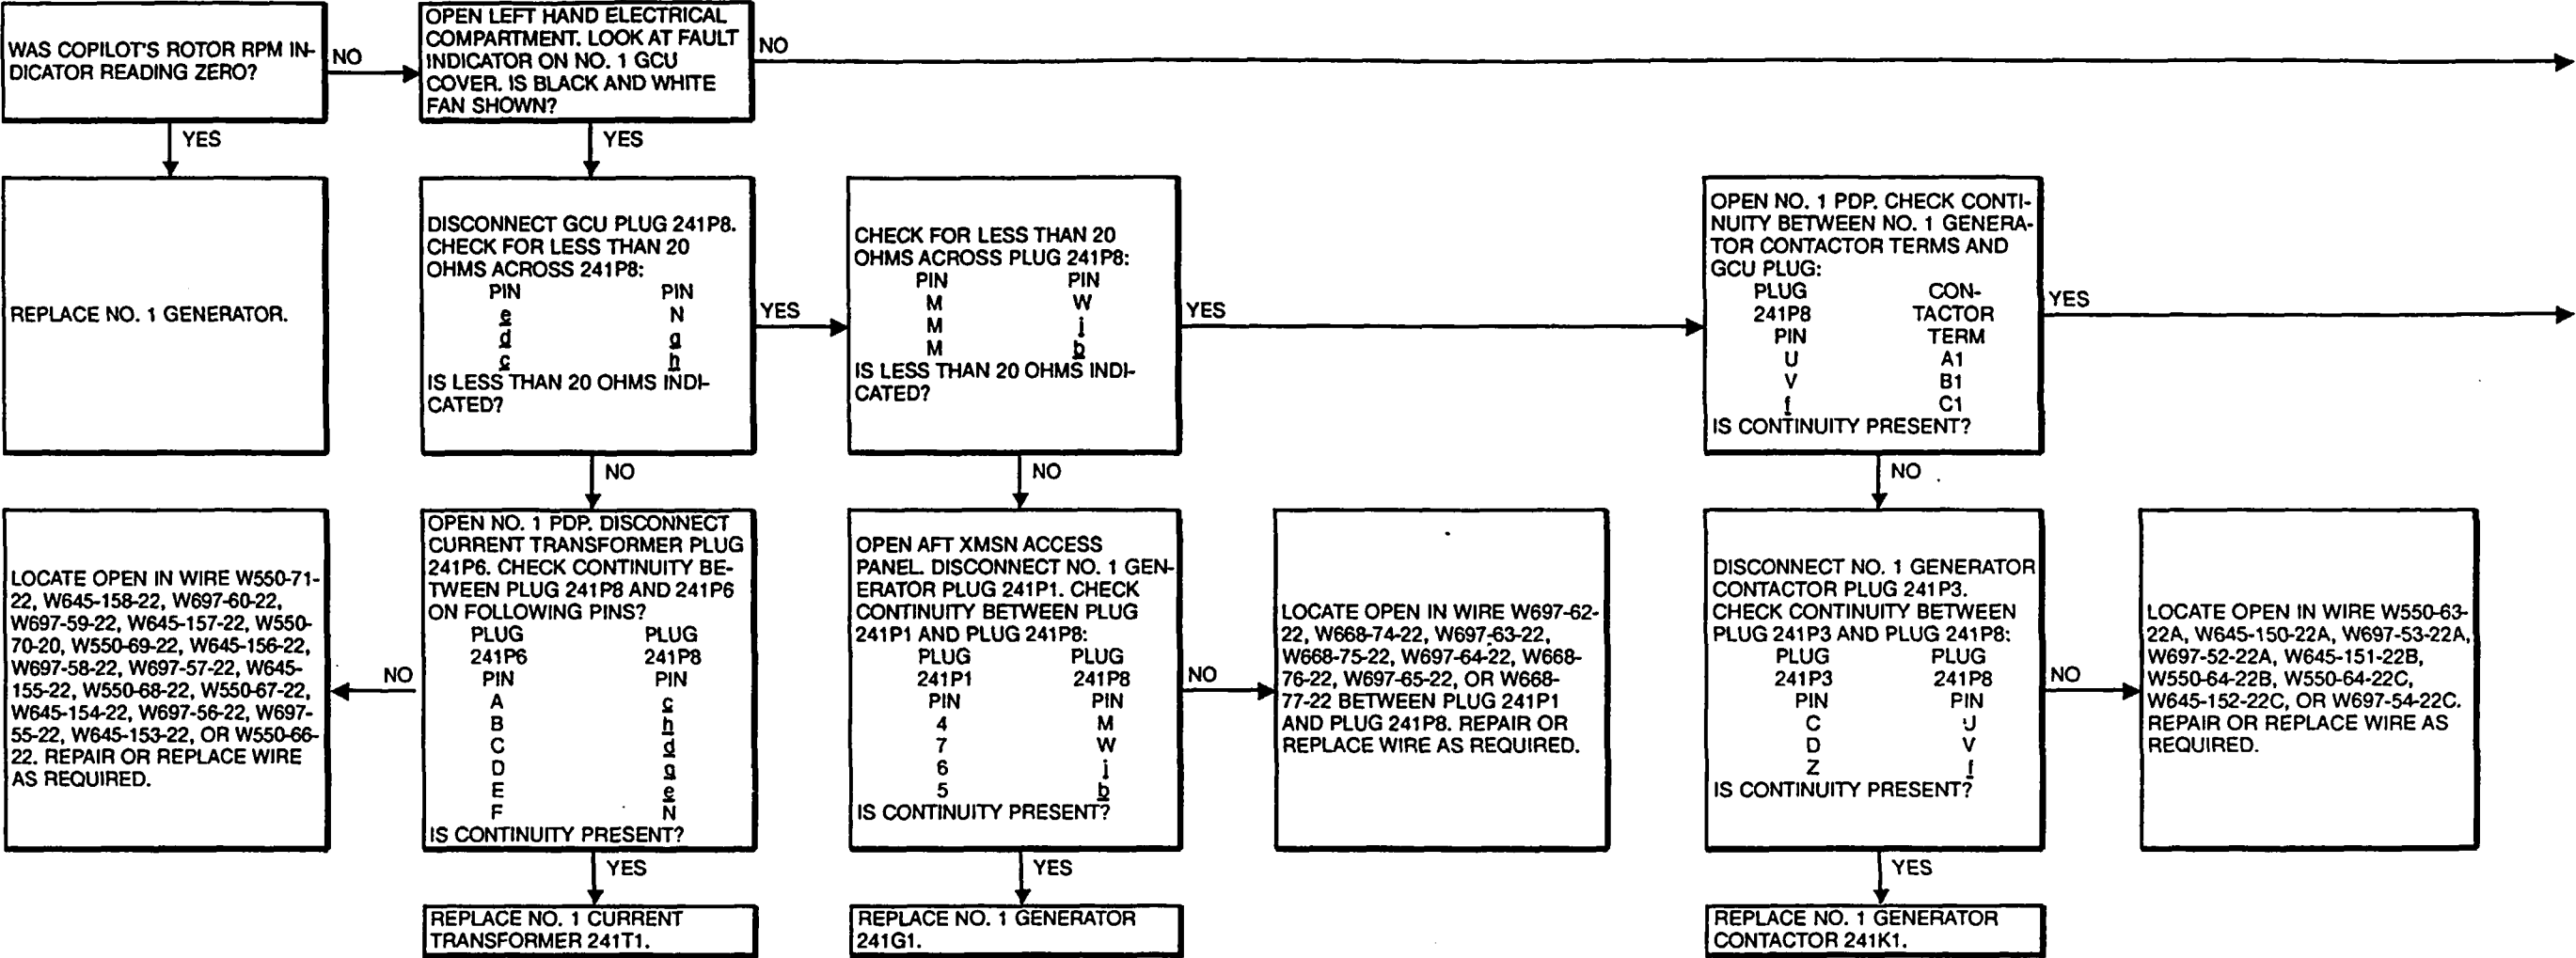 WAS COPILOT'S ROTOR RPM IN-
DICATOR READING ZERO?
NO
YES
OPEN LEFT HAND ELECTRICAL
COMPARTMENT. LOOK AT FAULT
INDICATOR ON NO. 1 GCU
COVER. IS BLACK AND WHITE
FAN SHOWN?
NO
YES
REPLACE NO. 1 GENERATOR.
DISCONNECT GCU PLUG 241P8.
CHECK FOR LESS THAN 20
OHMS ACROSS 241P8:
PIN PIN
e N
d g
c h
IS LESS THAN 20 OHMS INDI-
CATED?
YES
NO
CHECK FOR LESS THAN 20
OHMS ACROSS PLUG 241P8:
PIN PIN
M W
M j
M b
IS LESS THAN 20 OHMS INDI-
CATED?
YES
NO
OPEN NO. 1 PDP. CHECK CONTI-
NUITY BETWEEN NO. 1 GENERA-
TOR CONTACTOR TERMS AND
GCU PLUG:
PLUG CON-
241P8 TACTOR
PIN TERM
U A1
V B1
f C1
IS CONTINUITY PRESENT?
YES
NO
LOCATE OPEN IN WIRE W550-71-
22, W645-158-22, W697-60-22,
W697-59-22, W645-157-22, W550-
70-20, W550-69-22, W645-156-22,
W697-58-22, W697-57-22, W645-
155-22, W550-68-22, W550-67-22,
W645-154-22, W697-56-22, W697-
55-22, W645-153-22, OR W550-66-
22. REPAIR OR REPLACE WIRE
AS REQUIRED.
NO
OPEN NO. 1 PDP. DISCONNECT
CURRENT TRANSFORMER PLUG
241P6. CHECK CONTINUITY BE-
TWEEN PLUG 241P8 AND 241P6
ON FOLLOWING PINS?
PLUG PLUG
241P6 241P8
PIN PIN
A c
B h
C d
D g
E e
F N
IS CONTINUITY PRESENT?
YES
OPEN AFT XMSN ACCESS
PANEL. DISCONNECT NO. 1 GEN-
ERATOR PLUG 241P1. CHECK
CONTINUITY BETWEEN PLUG
241P1 AND PLUG 241P8:
PLUG PLUG
241P1 241P8
PIN PIN
4 M
7 W
6 j
5 b
IS CONTINUITY PRESENT?
NO
YES
LOCATE OPEN IN WIRE W697-62-
22, W668-74-22, W697-63-22,
W668-75-22, W697-64-22, W668-
76-22, W697-65-22, OR W668-
77-22 BETWEEN PLUG 241P1
AND PLUG 241P8. REPAIR OR
REPLACE WIRE AS REQUIRED.
DISCONNECT NO. 1 GENERATOR
CONTACTOR PLUG 241P3.
CHECK CONTINUITY BETWEEN
PLUG 241P3 AND PLUG 241P8:
PLUG PLUG
241P3 241P8
PIN PIN
C U
D V
Z f
IS CONTINUITY PRESENT?
NO
YES
LOCATE OPEN IN WIRE W550-63-
22A, W645-150-22A, W697-53-22A,
W697-52-22A, W645-151-22B,
W550-64-22B, W550-64-22C,
W645-152-22C, OR W697-54-22C.
REPAIR OR REPLACE WIRE AS
REQUIRED.
REPLACE NO. 1 CURRENT
TRANSFORMER 241T1.
REPLACE NO. 1 GENERATOR
241G1.
REPLACE NO. 1 GENERATOR
CONTACTOR 241K1.